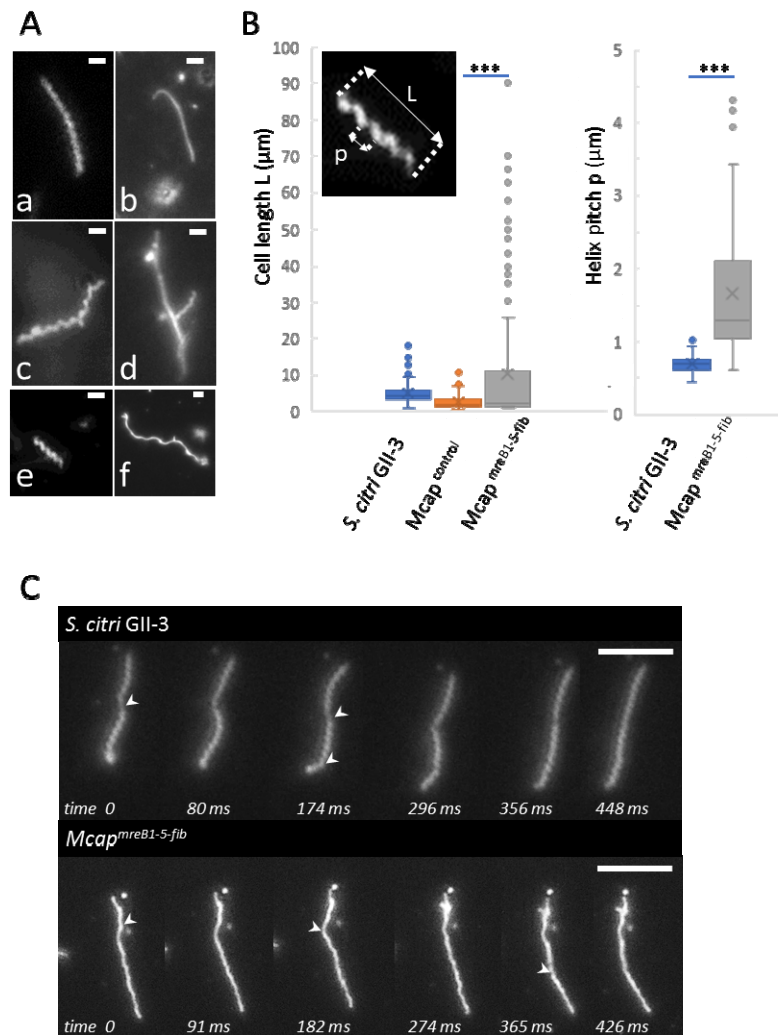 A
a
b
c
d
e
f
B
Cell length L (µm)
100
90
80
70
60
50
40
30
20
10
0
L
p
***
S. citri GII-3
Mcap control
Mcap mreB1-5-fib
Helix pitch p (µm)
5
4
3
2
1
0
***
S. citri GII-3
Mcap mreB1-5-fib
C
S. citri GII-3
time 0 80 ms 174 ms 296 ms 356 ms 448 ms
Mcap mreB1-5-fib
time 0 91 ms 182 ms 274 ms 365 ms 426 ms